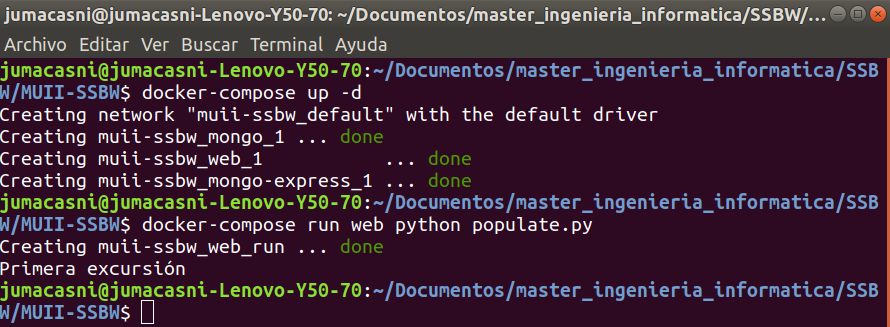 jumacasni@jumacasni-Lenovo-Y50-70: ~/Documentos/master_ingenieria_informatica/SSBW/...
Archivo Editar Ver Buscar Terminal Ayuda
jumacasni@jumacasni-Lenovo-Y50-70:~/Documentos/master_ingenieria_informatica/SSB
W/MUII-SSBW$ docker-compose up -d
Creating network "muii-ssbw_default" with the default driver
Creating muii-ssbw_mongo_1 ... done
Creating muii-ssbw_web_1           ... done
Creating muii-ssbw_mongo-express_1 ... done
jumacasni@jumacasni-Lenovo-Y50-70:~/Documentos/master_ingenieria_informatica/SSB
W/MUII-SSBW$ docker-compose run web python populate.py
Creating muii-ssbw_web_run ... done
Primera excursión
jumacasni@jumacasni-Lenovo-Y50-70:~/Documentos/master_ingenieria_informatica/SSB
W/MUII-SSBW$